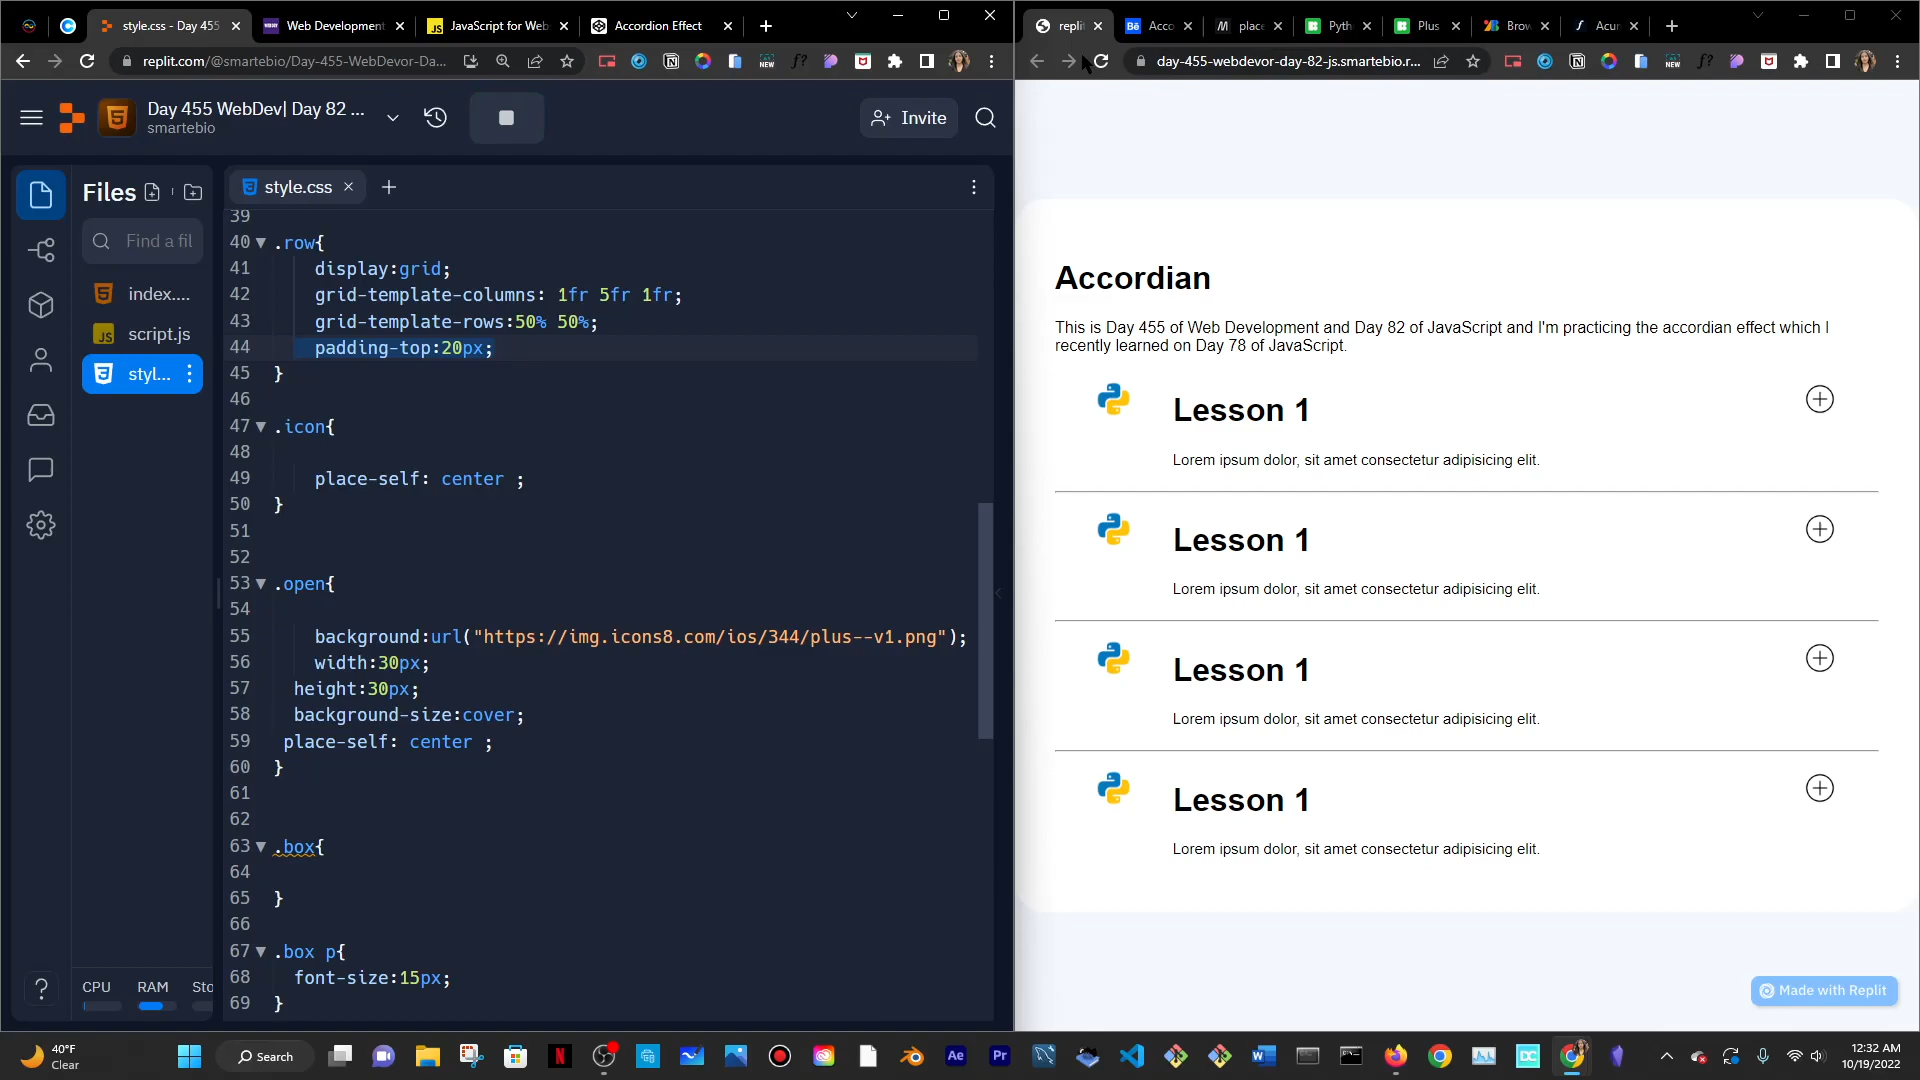 style.css - Day 455
Web Development
JavaScript for Web
Accordion Effect
replit.com/@smartebio/Day-455-WebDevor-Da...
Day 455 WebDev| Day 82 ...
smartebio
Invite
Files
Find a fil
index....
script.js
styl...
CPU
RAM
Sto
style.css
39
40 .row{
41 display:grid;
42 grid-template-columns: 1fr 5fr 1fr;
43 grid-template-rows:50% 50%;
44 padding-top:20px;
45 }
46
47 .icon{
48
49 place-self: center ;
50 }
51
52
53 .open{
54
55 background:url("https://img.icons8.com/ios/344/plus--v1.png");
56 width:30px;
57 height:30px;
58 background-size:cover;
59 place-self: center ;
60 }
61
62
63 .box{
64
65 }
66
67 .box p{
68 font-size:15px;
69 }
replit
Acco
place
Pyth
Plus
Brow
Acum
day-455-webdevor-day-82-js.smartebio.r...
Accordian
This is Day 455 of Web Development and Day 82 of JavaScript and I'm practicing the accordion effect which I
recently learned on Day 78 of JavaScript.
Lesson 1
Lorem ipsum dolor, sit amet consectetur adipisicing elit.
Lesson 1
Lorem ipsum dolor, sit amet consectetur adipisicing elit.
Lesson 1
Lorem ipsum dolor, sit amet consectetur adipisicing elit.
Lesson 1
Lorem ipsum dolor, sit amet consectetur adipisicing elit.
Made with Replit
40°F
Clear
Search
12:32 AM
10/19/2022